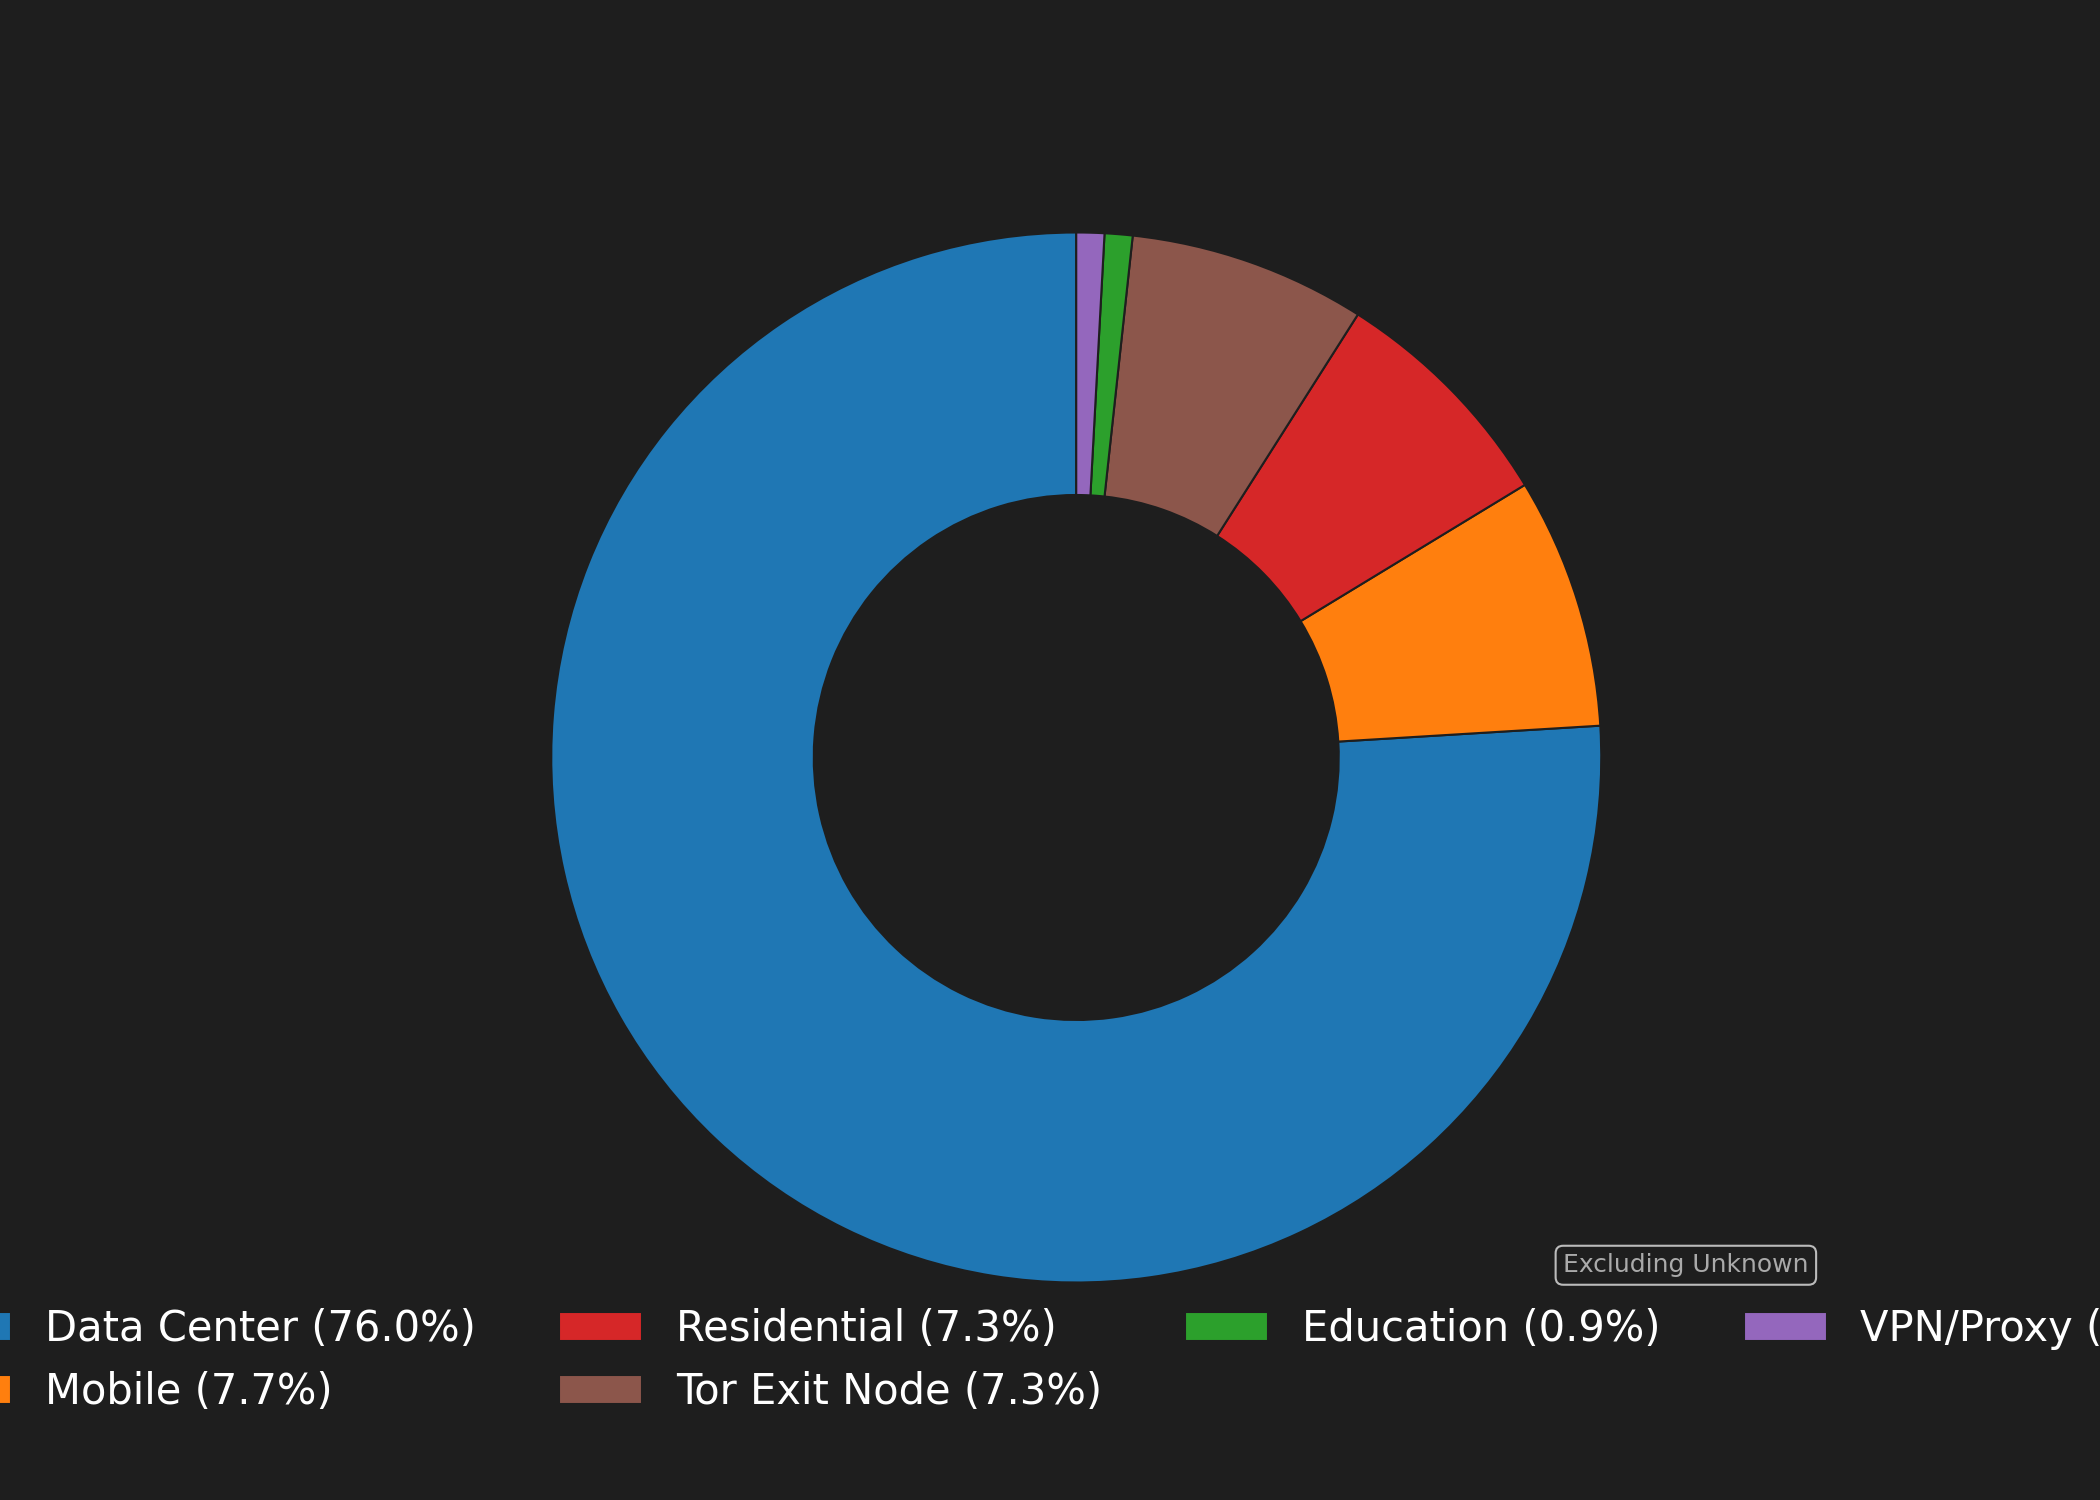 Excluding Unknown
Data Center (76.0%)
Residential (7.3%)
Education (0.9%)
VPN/Proxy (
Mobile (7.7%)
Tor Exit Node (7.3%)